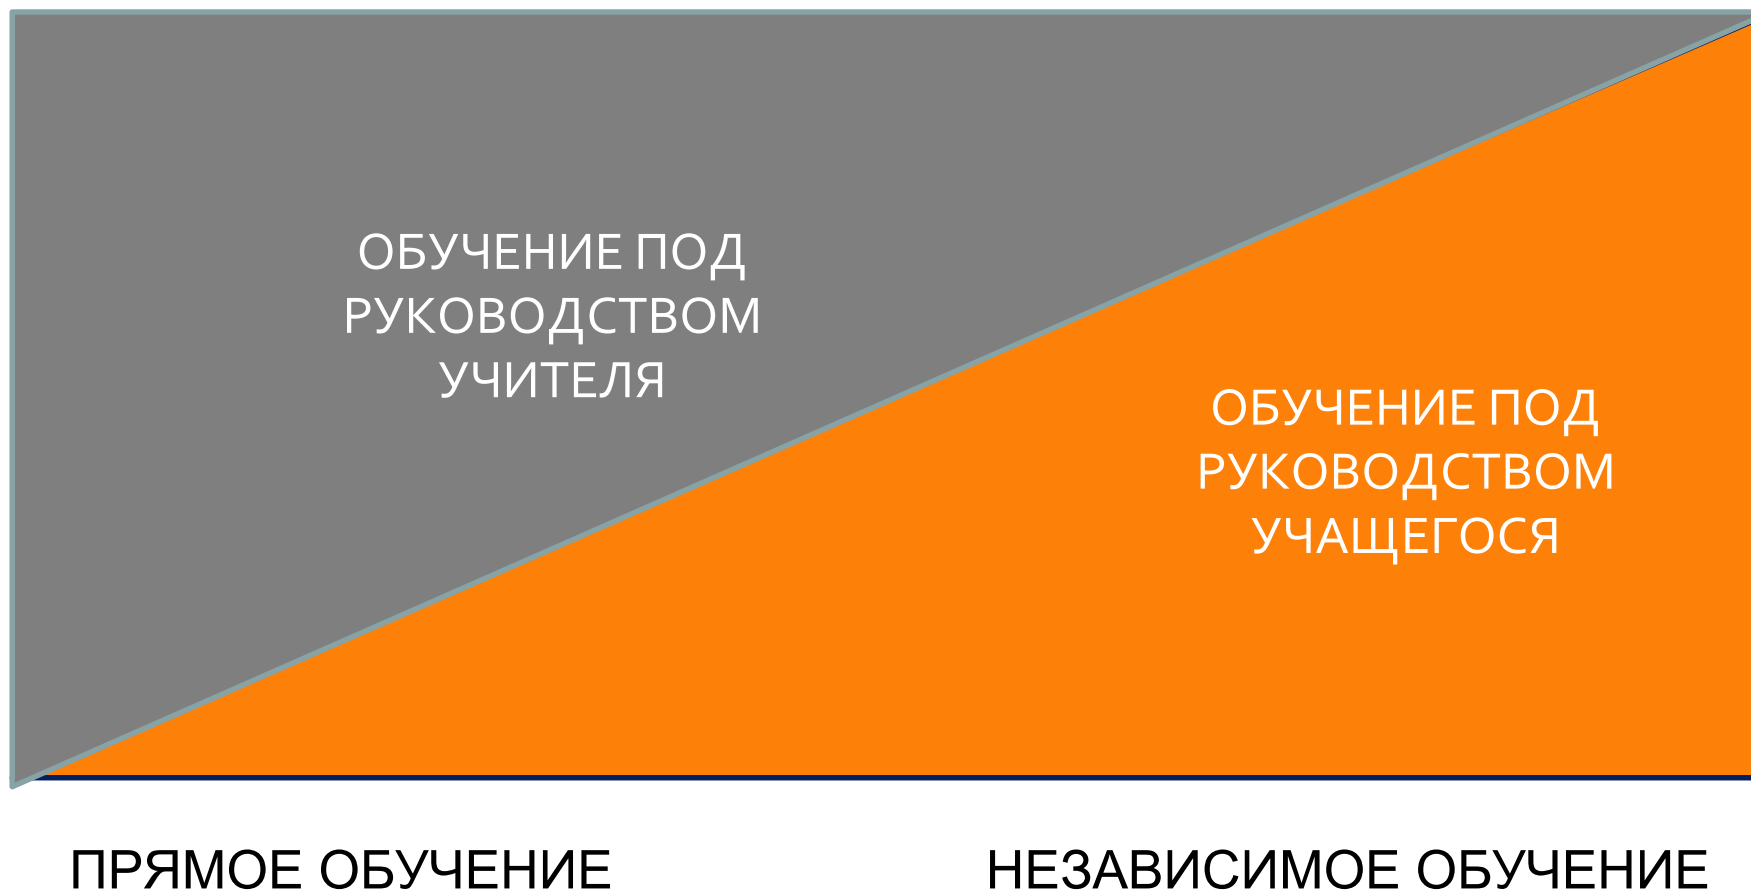 ОБУЧЕНИЕ ПОД
РУКОВОДСТВОМ
УЧИТЕЛЯ
ОБУЧЕНИЕ ПОД
РУКОВОДСТВОМ
УЧАЩЕГОСЯ
ПРЯМОЕ ОБУЧЕНИЕ
НЕЗАВИСИМОЕ ОБУЧЕНИЕ